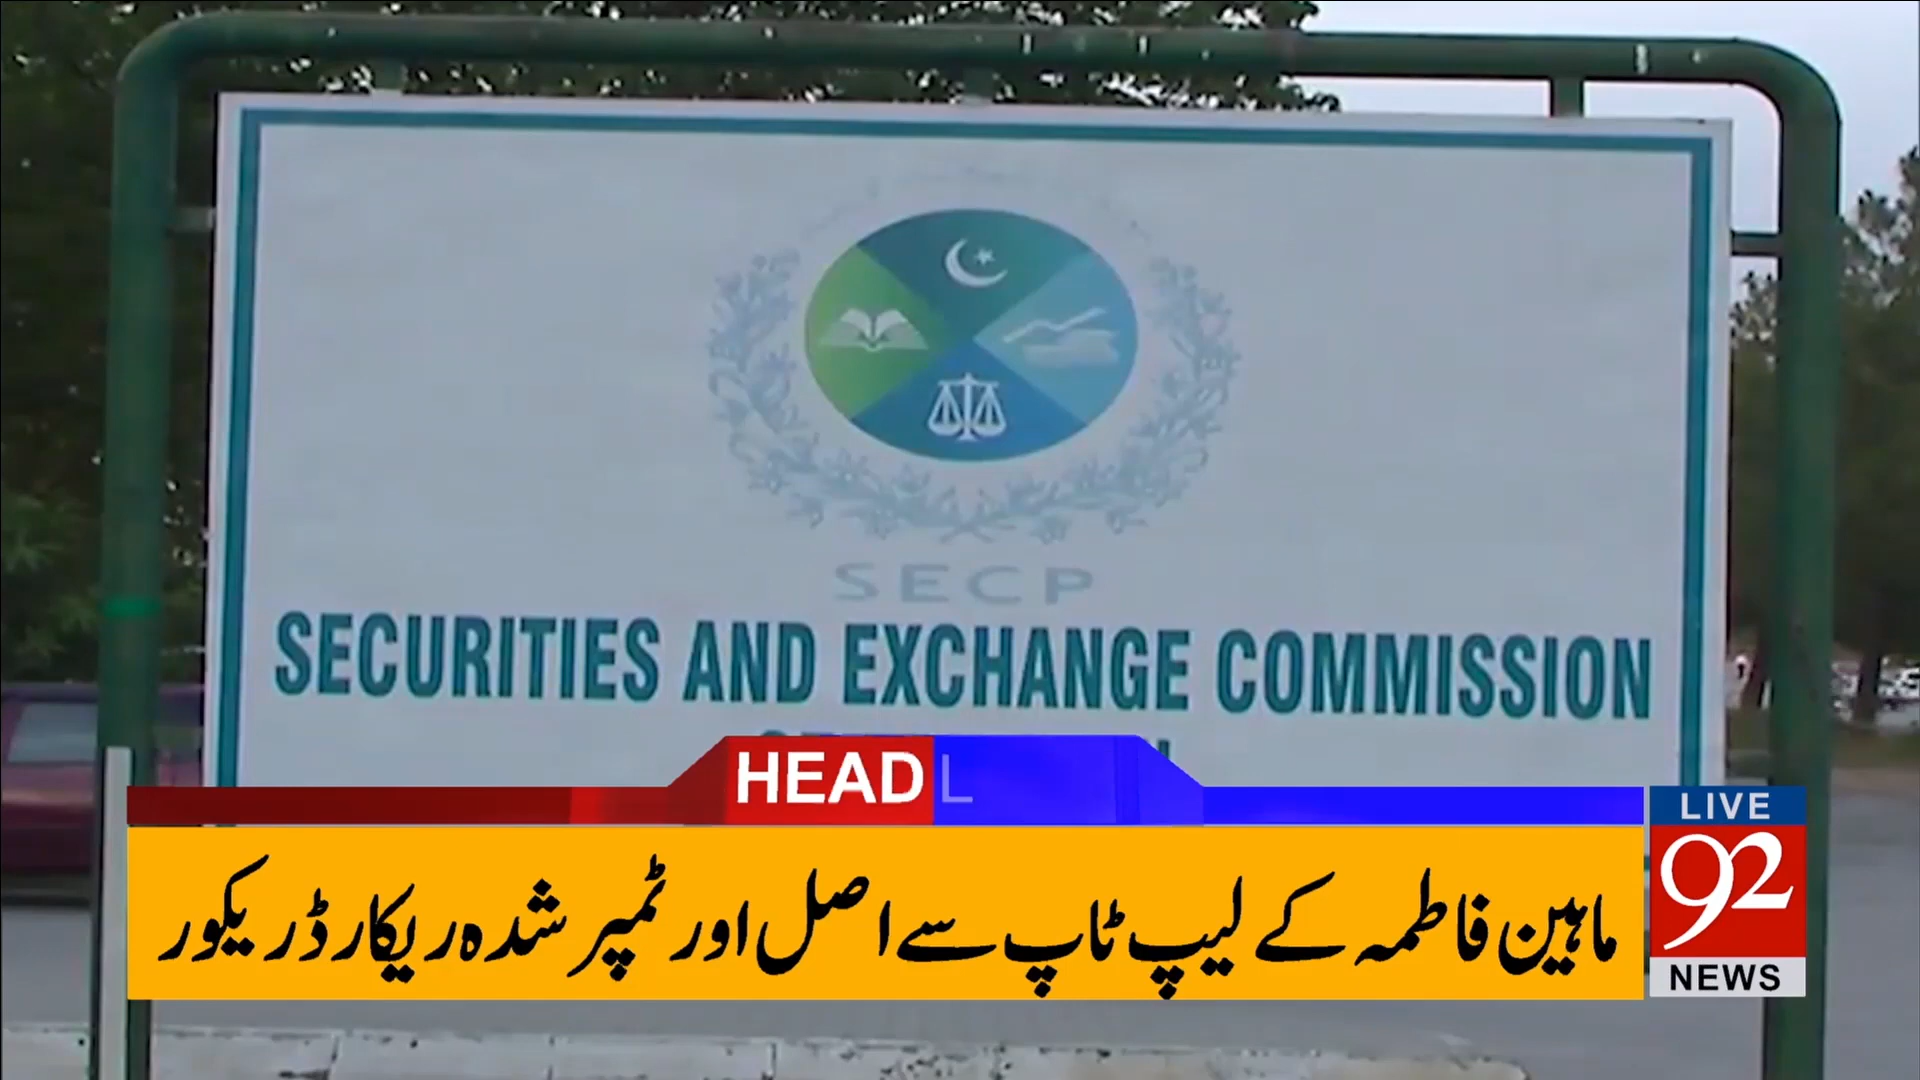 SECP
SECURITIES AND EXCHANGE COMMISSION
HEADL
LIVE
92
NEWS
ماہین فاطمہ کے لیپ ٹاپ سے اصل اور ٹمپر شدہ ریکارڈ ریکور